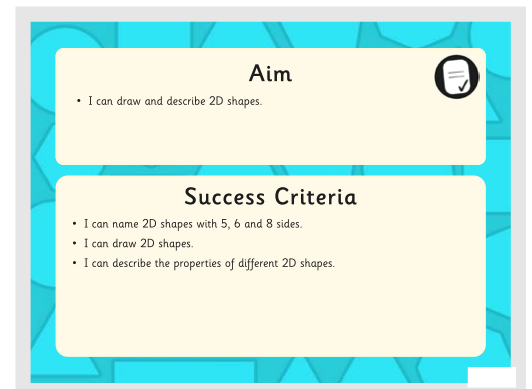 Aim
• I can draw and describe 2D shapes.
Success Criteria
• I can name 2D shapes with 5, 6 and 8 sides.
• I can draw 2D shapes.
• I can describe the properties of different 2D shapes.